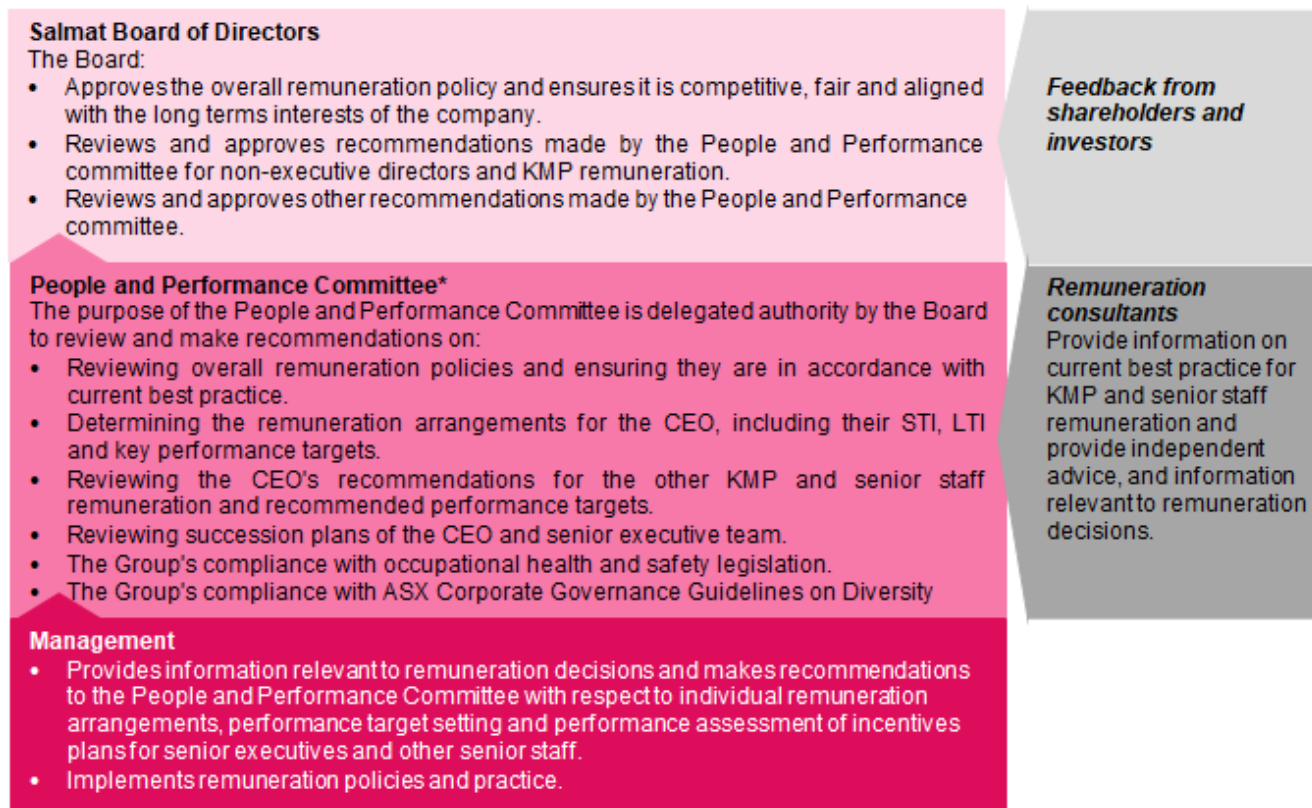 Salmat Board of Directors
The Board:
• Approves the overall remuneration policy and ensures it is competitive, fair and aligned
with the long terms interests of the company.
• Reviews and approves recommendations made by the People and Performance
committee for non-executive directors and KMP remuneration.
• Reviews and approves other recommendations made by the People and Performance
committee.
Feedback from
shareholders and
investors
People and Performance Committee*
The purpose of the People and Performance Committee is delegated authority by the Board
to review and make recommendations on:
• Reviewing overall remuneration policies and ensuring they are in accordance with
current best practice.
• Determining the remuneration arrangements for the CEO, including their STI, LTI
and key performance targets.
• Reviewing the CEO's recommendations for the other KMP and senior staff
remuneration and recommended performance targets.
• Reviewing succession plans of the CEO and senior executive team.
• The Group's compliance with occupational health and safety legislation.
• The Group's compliance with ASX Corporate Governance Guidelines on Diversity
Remuneration
consultants
Provide information on
current best practice for
KMP and senior staff
remuneration and
provide independent
advice, and information
relevant to remuneration
decisions.
Management
• Provides information relevant to remuneration decisions and makes recommendations
to the People and Performance Committee with respect to individual remuneration
arrangements, performance target setting and performance assessment of incentives
plans for senior executives and other senior staff.
• Implements remuneration policies and practice.